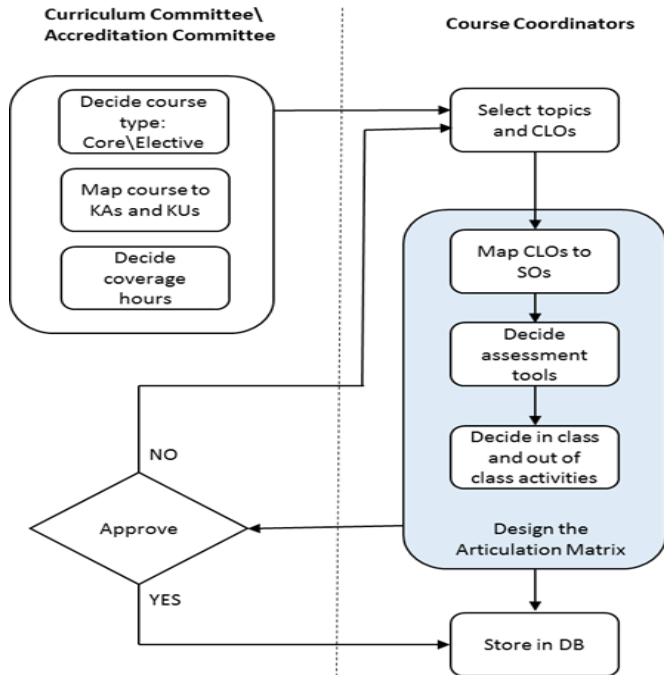 Curriculum Committee\
Accreditation Committee
Course Coordinators
Decide course
type:
Core\Elective
Map course to
KAs and KUs
Decide
coverage
hours
Select topics
and CLOs
Map CLOs to
SOs
Decide
assessment
tools
Decide in class
and out of
class activities
Design the
Articulation Matrix
NO
Approve
YES
Store in DB